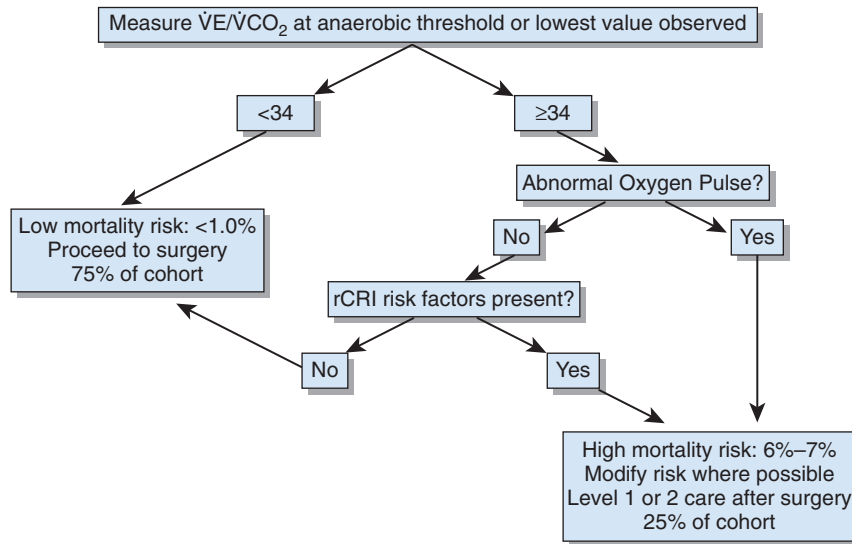 Measure V̇E/V̇CO₂ at anaerobic threshold or lowest value observed
<34
≥34
Abnormal Oxygen Pulse?
Low mortality risk: <1.0%
Proceed to surgery
75% of cohort
No
Yes
rCRI risk factors present?
No
Yes
High mortality risk: 6%–7%
Modify risk where possible
Level 1 or 2 care after surgery
25% of cohort